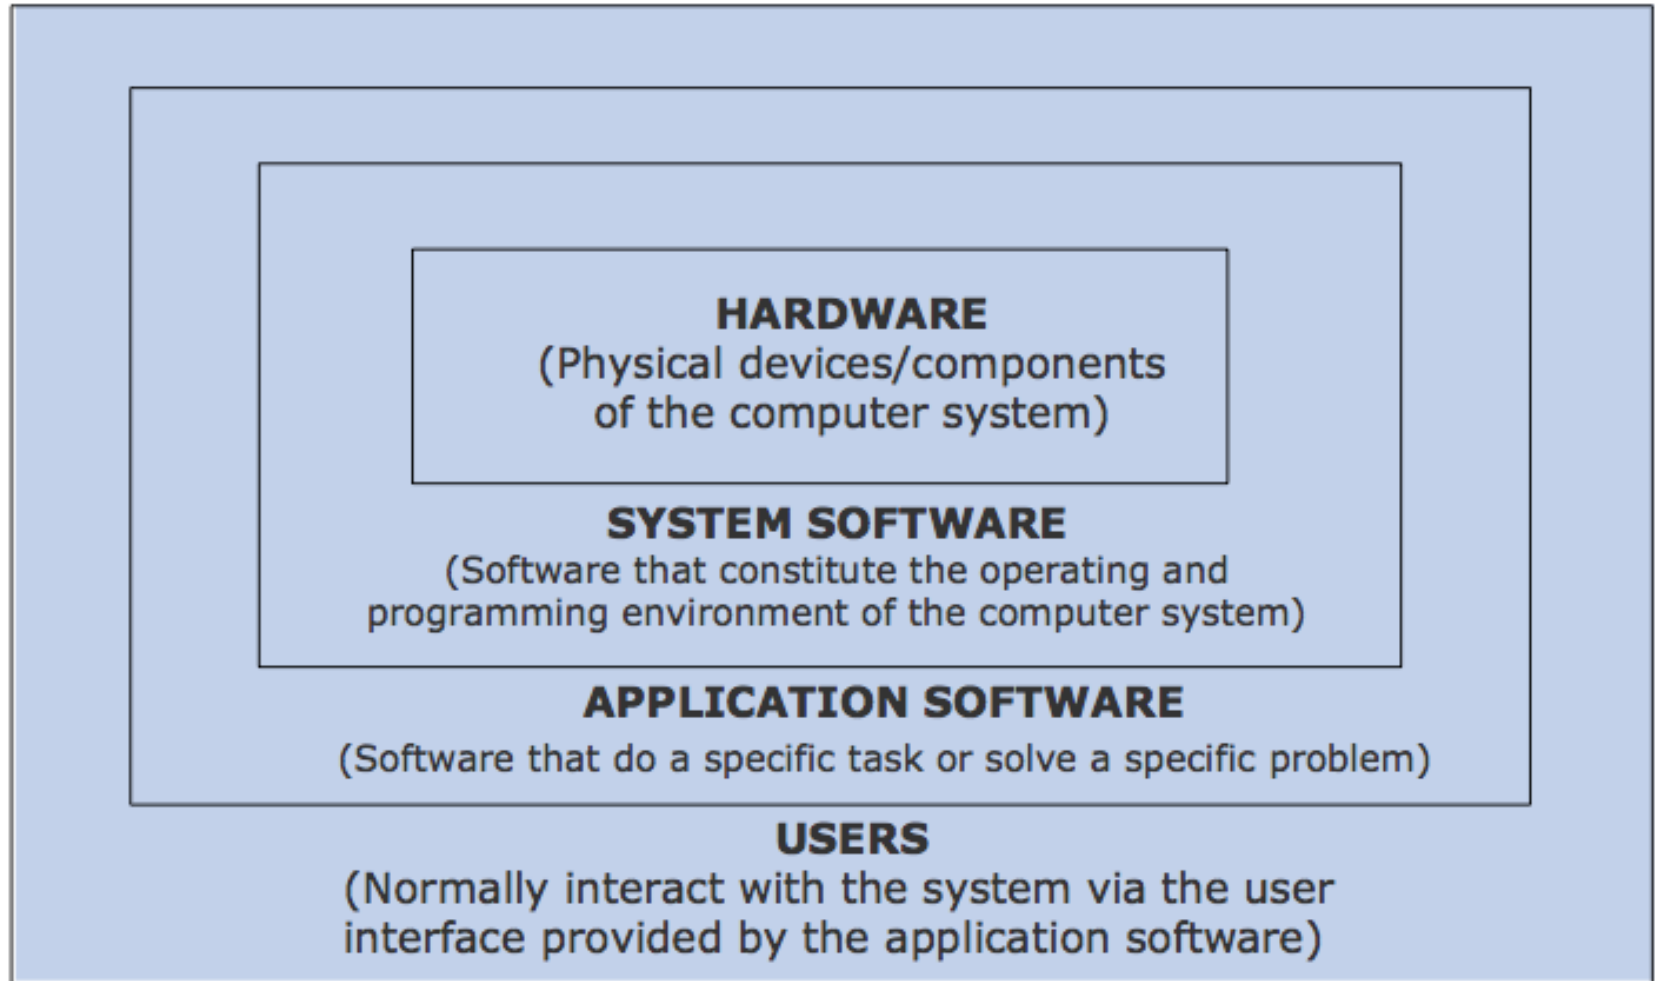 HARDWARE
(Physical devices/components
of the computer system)
SYSTEM SOFTWARE
(Software that constitute the operating and
programming environment of the computer system)
APPLICATION SOFTWARE
(Software that do a specific task or solve a specific problem)
USERS
(Normally interact with the system via the user
interface provided by the application software)